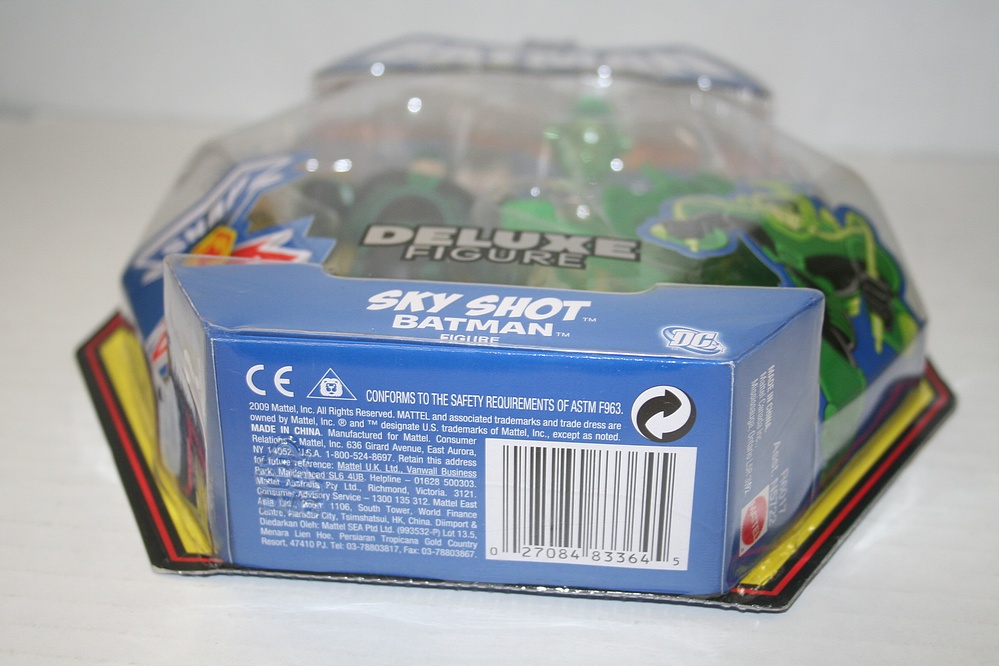 DELUXE
FIGURE
SKY SHOT™
BATMAN™
FIGURE
DC
CE
CONFORMS TO THE SAFETY REQUIREMENTS OF ASTM F963.
2009 Mattel, Inc. All Rights Reserved. MATTEL and associated trademarks and trade dress are
owned by Mattel, Inc. ® and ™ designate U.S. trademarks of Mattel, Inc., except as noted.
MADE IN CHINA. Manufactured for Mattel. Consumer
Relations, Mattel, Inc. 636 Girard Avenue, East Aurora,
NY 14052, U.S.A. 1-800-524-8697. Retain this address
for future reference: Mattel U.K. Ltd., Vanwall Business
Park, Maidenhead SL6 4UB. Helpline – 01628 500303.
Mattel Australia Pty Ltd., Richmond, Victoria. 3121.
Consumer Advisory Service – 1300 135 312. Mattel East
Asia Ltd., Room 1106, South Tower, World Finance
Centre, Harbour City, Tsimshatsui, HK, China. Diimport &
Diedarkan Oleh: Mattel SEA Ptd Ltd. (993532-P) Lot 13.5,
Menara Lien Hoe, Persiaran Tropicana Gold Country
Resort, 47410 PJ. Tel: 03-78803817, Fax: 03-78803867.
0 27084 83364 5
MADE IN CHINA
Mattel